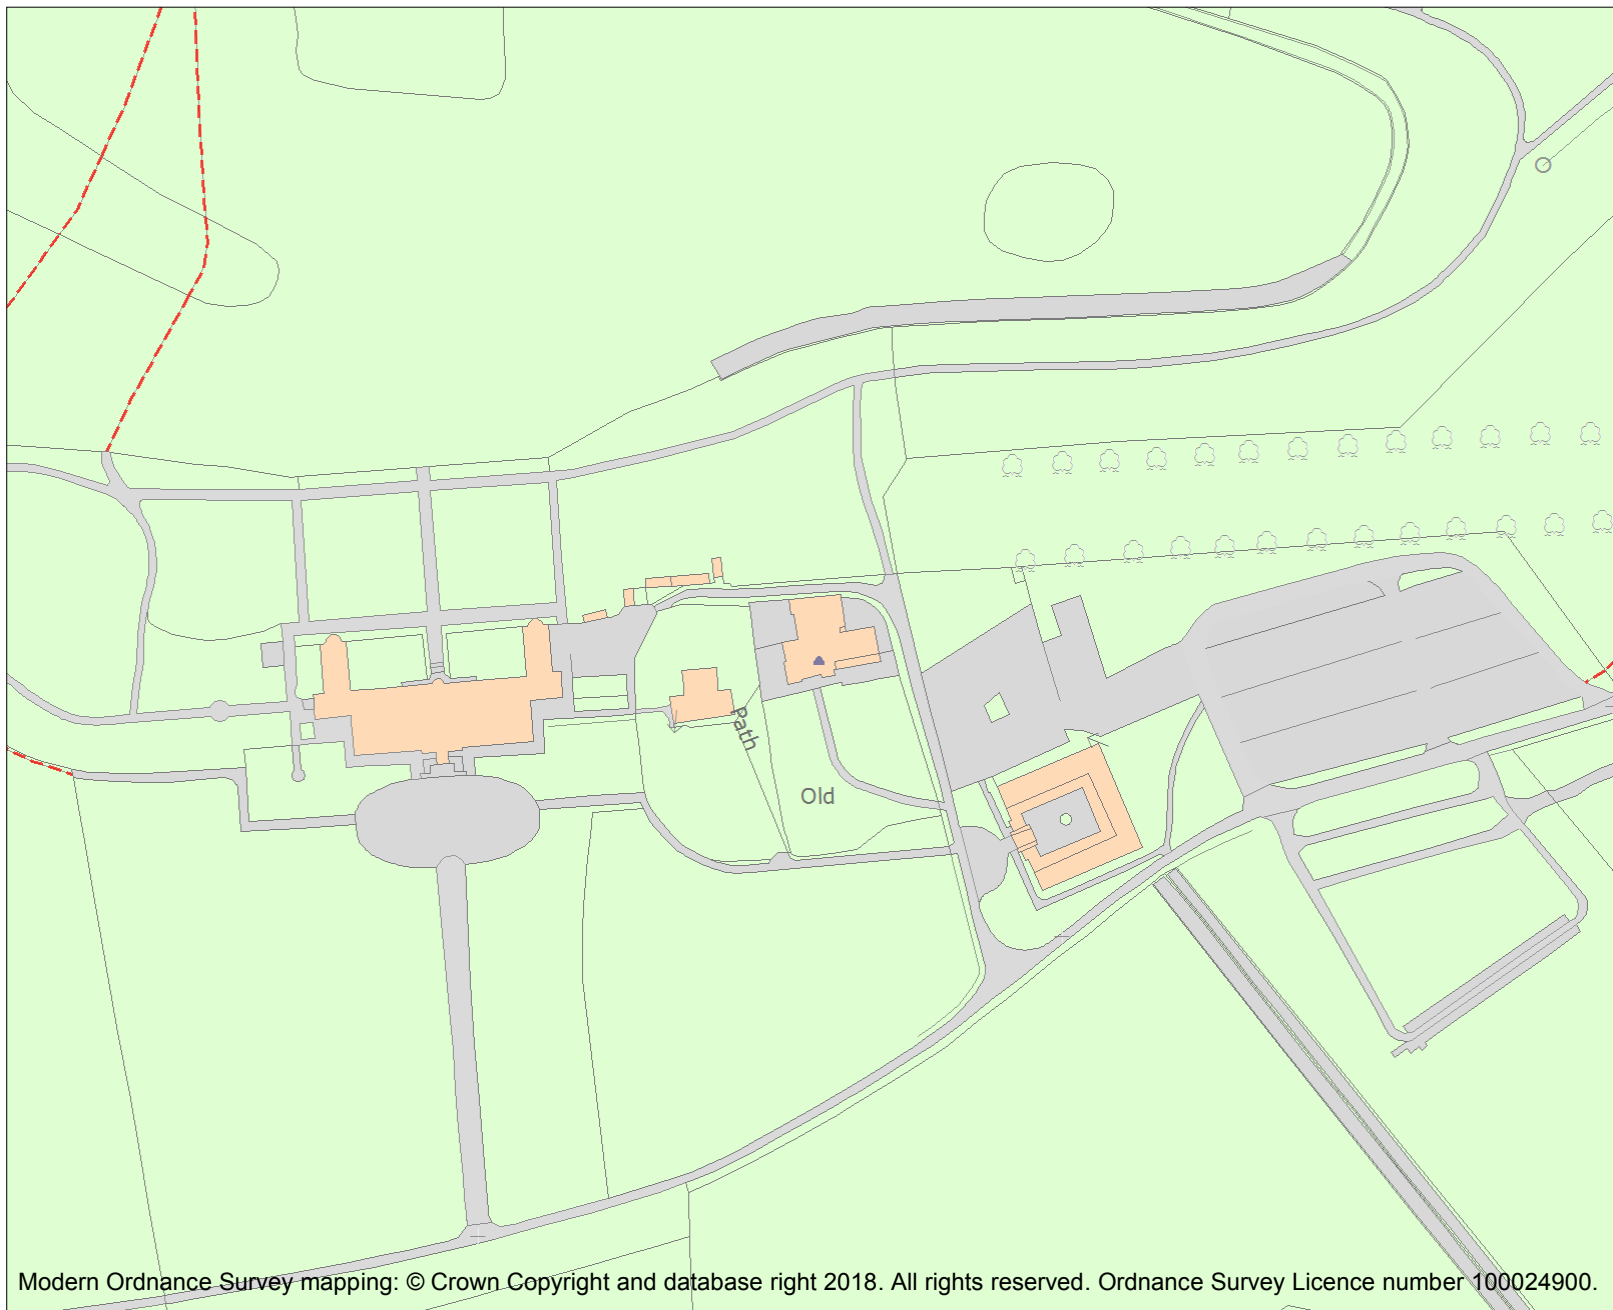 Path
Old
Modern Ordnance Survey mapping: © Crown Copyright and database right 2018. All rights reserved. Ordnance Survey Licence number 100024900.